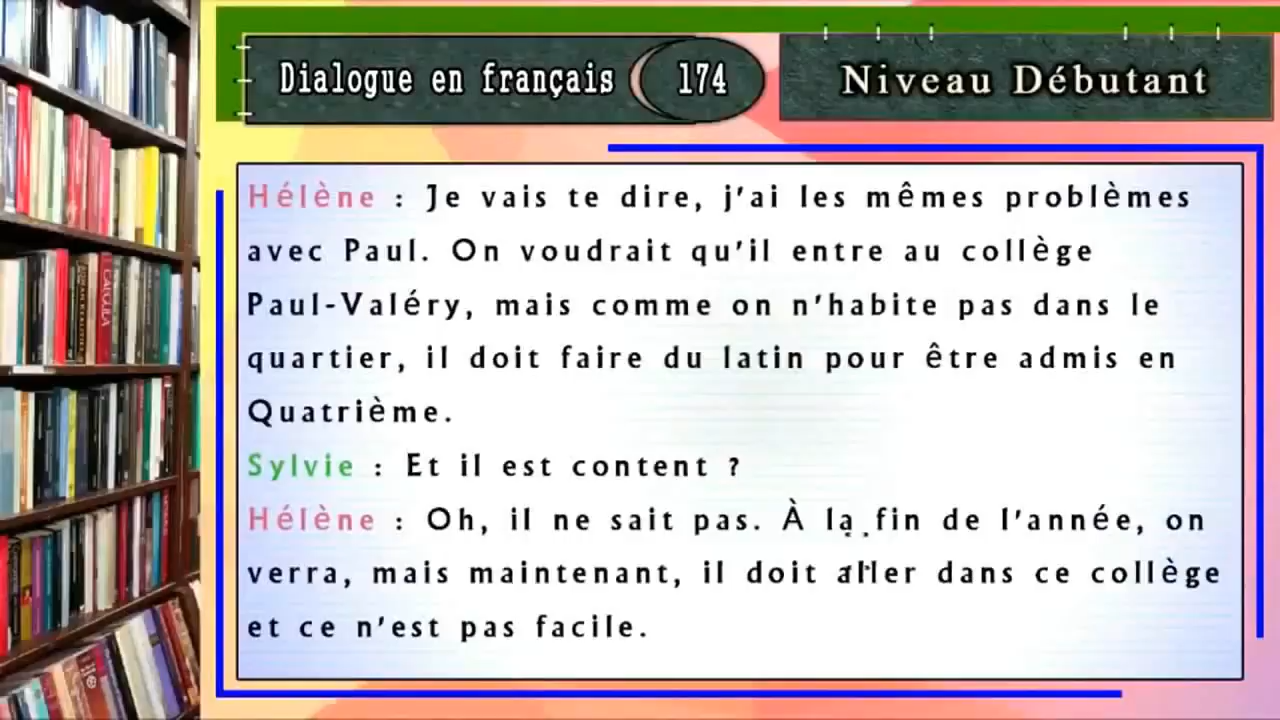 Dialogue en français 174
Niveau Débutant
Hélène : Je vais te dire, j'ai les mêmes problèmes
avec Paul. On voudrait qu'il entre au collège
Paul-Valéry, mais comme on n'habite pas dans le
quartier, il doit faire du latin pour être admis en
Quatrième.
Sylvie : Et il est content ?
Hélène : Oh, il ne sait pas. À la fin de l'année, on
verra, mais maintenant, il doit aller dans ce collège
et ce n'est pas facile.